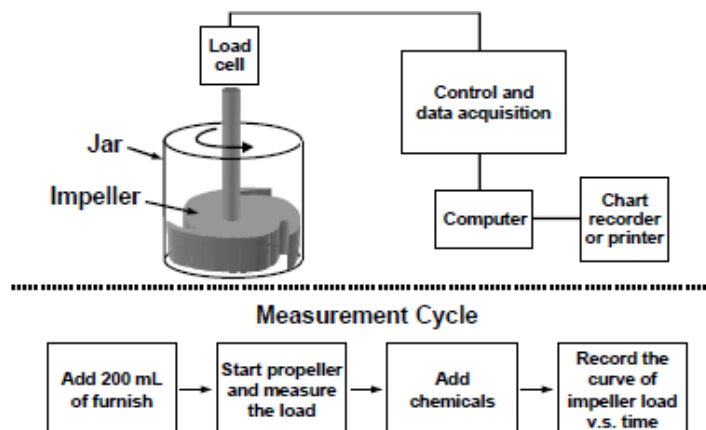 Load
cell
Control and
data acquisition
Jar
Impeller
Computer
Chart
recorder
or printer
Measurement Cycle
Add 200 mL
of furnish
Start propeller
and measure
the load
Add
chemicals
Record the
curve of
impeller load
v.s. time